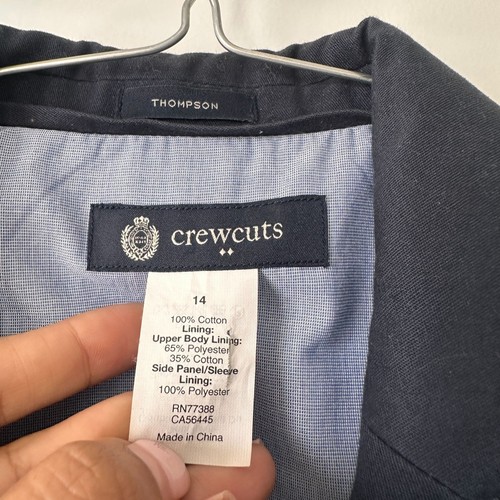 THOMPSON
crewcuts
14
100% Cotton
Lining:
Upper Body Lining:
65% Polyester
35% Cotton
Side Panel/Sleeve
Lining:
100% Polyester
RN77388
CA56445
Made in China